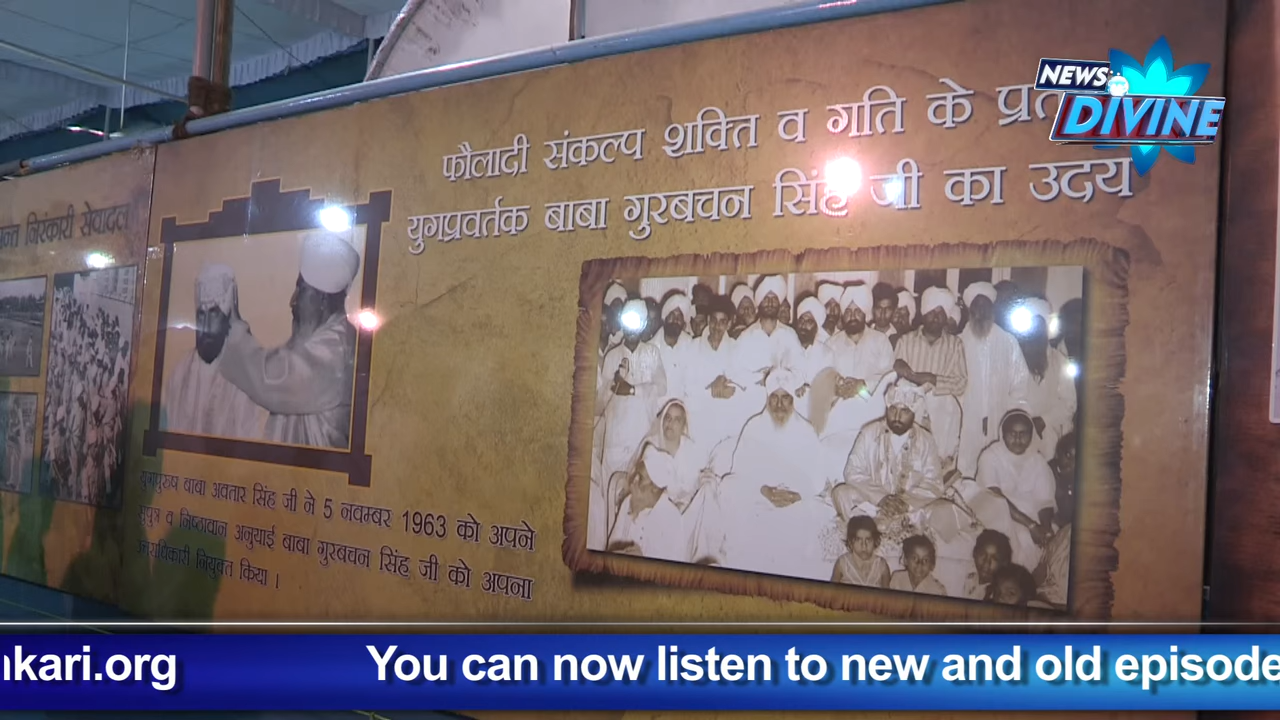 NEWS
DIVINE
फौलादी संकल्प शक्ति व गति के
युगप्रवर्तक बाबा गुरबचन सिंह जी का उदय
निरंकारी सेवादल
युगपुरुष बाबा अवतार सिंह जी ने 5 नवम्बर 1963 को अपने
सुपुत्र व निष्ठावान अनुयाई बाबा गुरबचन सिंह जी को अपना
उत्तराधिकारी नियुक्त किया ।
nkari.org You can now listen to new and old episode